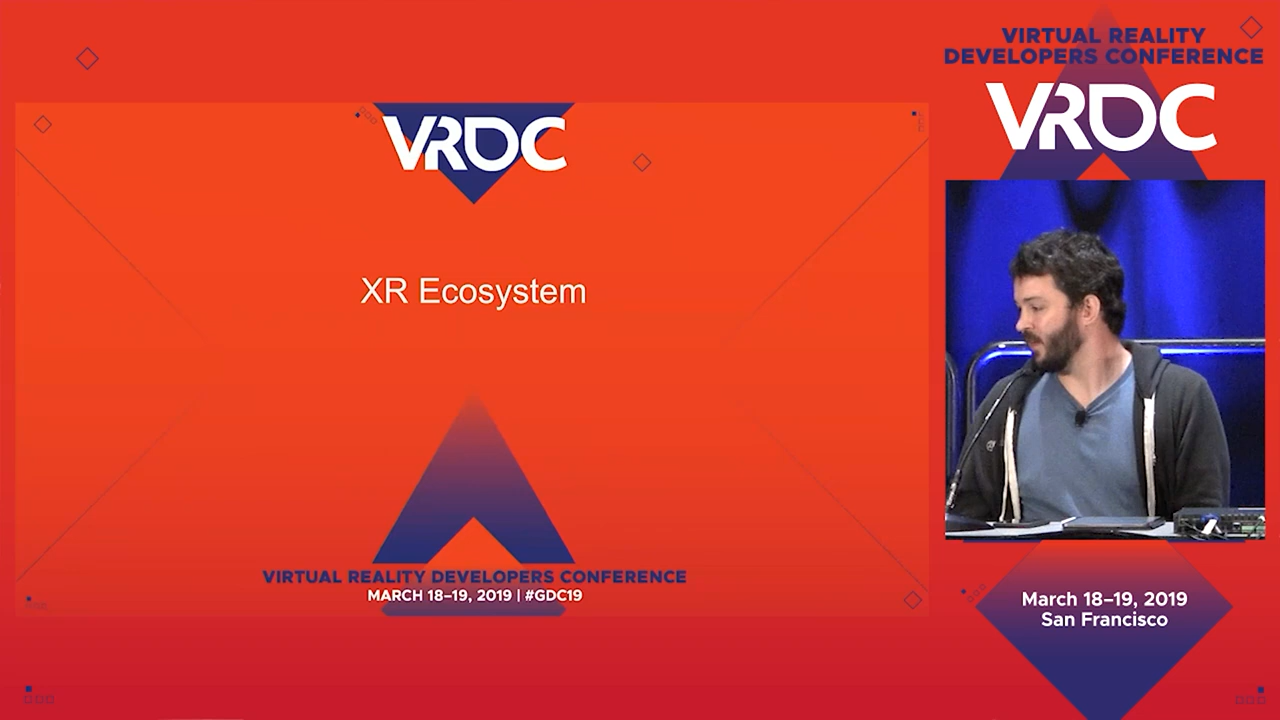 VRDC
XR Ecosystem
VIRTUAL REALITY DEVELOPERS CONFERENCE
MARCH 18–19, 2019 | #GDC19
VIRTUAL REALITY
DEVELOPERS CONFERENCE
VRDC
March 18–19, 2019
San Francisco